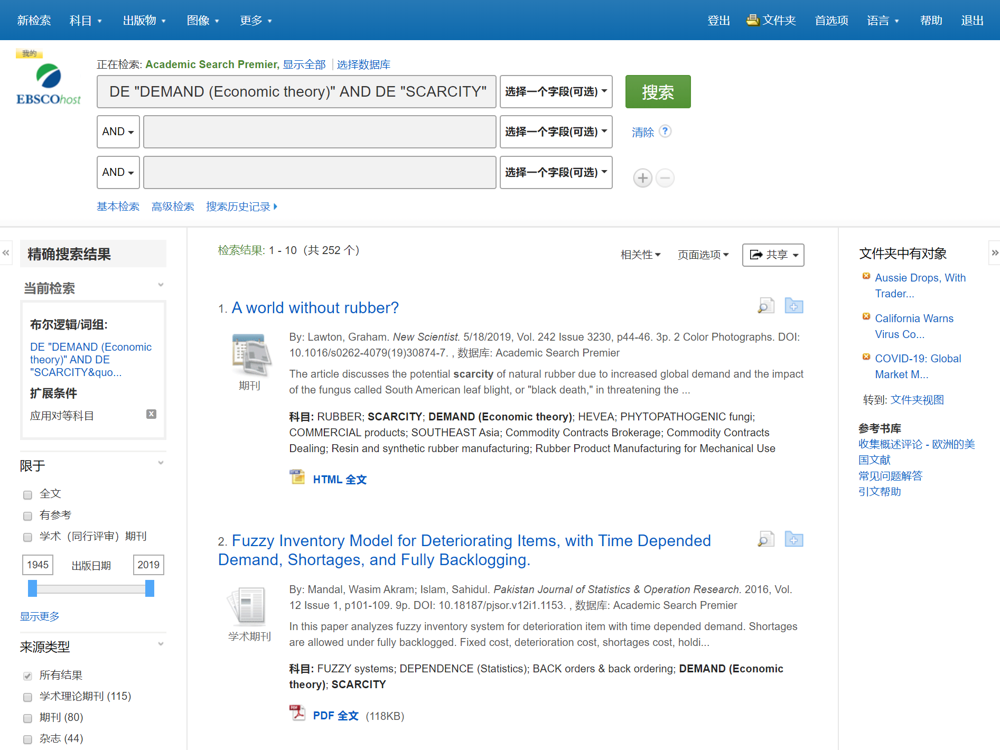 新检索 科目 出版物 图像 更多 登出 文件夹 首选项 语言 帮助 退出
我的
EBSCOhost
正在检索: Academic Search Premier, 显示全部 选择数据库
DE "DEMAND (Economic theory)" AND DE "SCARCITY" 选择一个字段(可选) 搜索
AND 选择一个字段(可选) 清除 ?
AND 选择一个字段(可选)
基本检索 高级检索 搜索历史记录
精确搜索结果
当前检索
布尔逻辑/词组:
DE "DEMAND (Economic
theory)" AND DE
"SCARCITY&quo...
扩展条件
应用对等科目
限于
全文
有参考
学术（同行评审）期刊
1945 出版日期 2019
显示更多
来源类型
所有结果
学术理论期刊 (115)
期刊 (80)
杂志 (44)
检索结果: 1 - 10（共 252 个）
相关性 页面选项 共享
1. A world without rubber?
期刊
By: Lawton, Graham. New Scientist. 5/18/2019, Vol. 242 Issue 3230, p44-46. 3p. 2 Color Photographs. DOI:
10.1016/s0262-4079(19)30874-7. , 数据库: Academic Search Premier
The article discusses the potential scarcity of natural rubber due to increased global demand and the impact
of the fungus called South American leaf blight, or "black death," in threatening the ...
科目: RUBBER; SCARCITY; DEMAND (Economic theory); HEVEA; PHYTOPATHOGENIC fungi;
COMMERCIAL products; SOUTHEAST Asia; Commodity Contracts Brokerage; Commodity Contracts
Dealing; Resin and synthetic rubber manufacturing; Rubber Product Manufacturing for Mechanical Use
HTML 全文
2. Fuzzy Inventory Model for Deteriorating Items, with Time Depended
Demand, Shortages, and Fully Backlogging.
学术期刊
By: Mandal, Wasim Akram; Islam, Sahidul. Pakistan Journal of Statistics & Operation Research. 2016, Vol.
12 Issue 1, p101-109. 9p. DOI: 10.18187/pjsor.v12i1.1153. , 数据库: Academic Search Premier
In this paper analyzes fuzzy inventory system for deterioration item with time depended demand. Shortages
are allowed under fully backlogged. Fixed cost, deterioration cost, shortages cost, holdi...
科目: FUZZY systems; DEPENDENCE (Statistics); BACK orders & back ordering; DEMAND (Economic
theory); SCARCITY
PDF 全文 (118KB)
文件夹中有对象
Aussie Drops, With
Trader...
California Warns
Virus Co...
COVID-19: Global
Market M...
转到: 文件夹视图
参考书库
收集概述评论 - 欧洲的美
国文献
常见问题解答
引文帮助